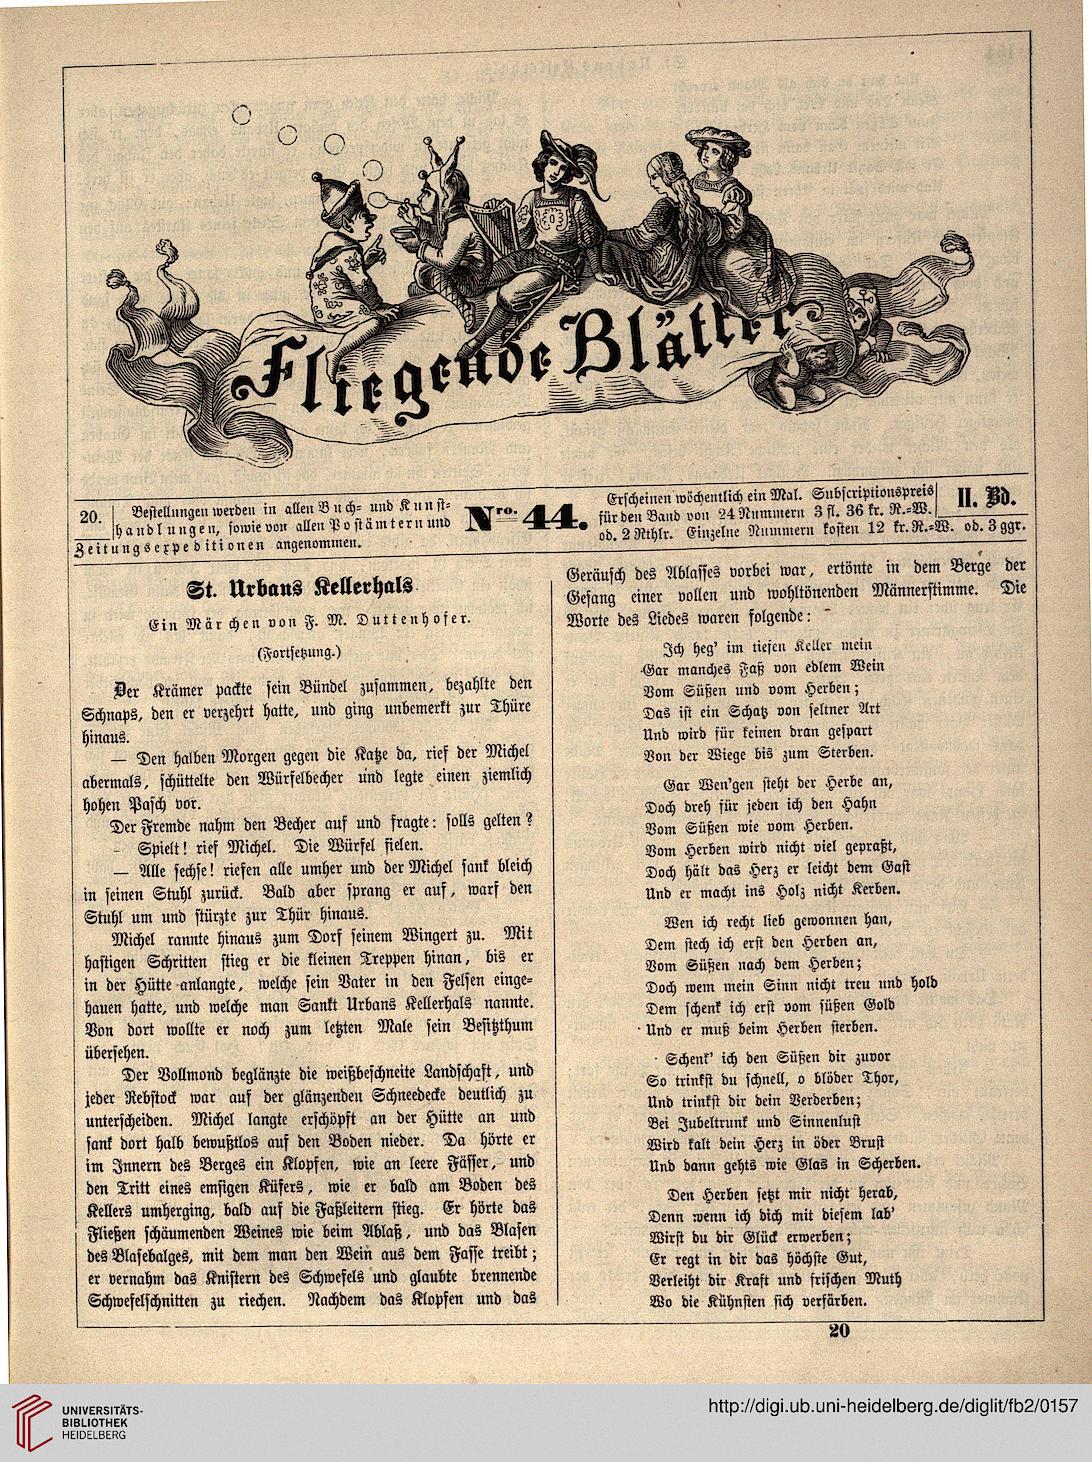 Fliegende Blätter
20.
Bestellungen werden in allen Buch- und Kunst-
handlungen, sowie von allen Postämtern und
Zeitungsexpeditionen angenommen.
Nro. 44.
Erscheinen wöchentlich ein Mal. Subscriptionspreis
für den Band von 24 Nummern 3 fl. 36 kr. R.-W.
od. 2 Rthlr. Einzelne Nummern kosten 12 kr. R.-W. od. 3 ggr.
II. Bd.
St. Urbans Kellerhals.
Ein Märchen von F. M. Duttenhofer.
(Fortsetzung.)
Der Krämer packte sein Bündel zusammen, bezahlte den
Schnaps, den er verzehrt hatte, und ging unbemerkt zur Thüre
hinaus.
— Den halben Morgen gegen die Katze da, rief der Michel
abermals, schüttelte den Würfelbecher und legte einen ziemlich
hohen Pasch vor.
Der Fremde nahm den Becher auf und fragte: solls gelten?
– Spielt! rief Michel. Die Würfel fielen.
— Alle sechse! riefen alle umher und der Michel sank bleich
in seinen Stuhl zurück. Bald aber sprang er auf, warf den
Stuhl um und stürzte zur Thür hinaus.
Michel rannte hinaus zum Dorf seinem Wingert zu. Mit
hastigen Schritten stieg er die kleinen Treppen hinan, bis er
in der Hütte anlangte, welche sein Vater in den Felsen einge-
hauen hatte, und welche man Sankt Urbans Kellerhals nannte.
Von dort wollte er noch zum letzten Male sein Besitzthum
übersehen.
Der Vollmond beglänzte die weißbeschneite Landschaft, und
jeder Rebstock war auf der glänzenden Schneedecke deutlich zu
unterscheiden. Michel langte erschöpft an der Hütte an und
sank dort halb bewußtlos auf den Boden nieder. Da hörte er
im Innern des Berges ein Klopfen, wie an leere Fässer, und
den Tritt eines emsigen Küfers, wie er bald am Boden des
Kellers umherging, bald auf die Faßleitern stieg. Er hörte das
Fließen schäumenden Weines wie beim Ablaß, und das Blasen
des Blasebalges, mit dem man den Wein aus dem Fasse treibt;
er vernahm das Knistern des Schwefels und glaubte brennende
Schwefelschnitten zu riechen. Nachdem das Klopfen und das
Geräusch des Ablasses vorbei war, ertönte in dem Berge der
Gesang einer vollen und wohltönenden Männerstimme. Die
Worte des Liedes waren folgende:
Ich heg' im tiefen Keller mein
Gar manches Faß von edlem Wein
Vom Süßen und vom Herben;
Das ist ein Schatz von seltner Art
Und wird für keinen dran gespart
Von der Wiege bis zum Sterben.
Gar Wen'gen steht der Herbe an,
Doch dreh für jeden ich den Hahn
Vom Süßen wie vom Herben.
Vom Herben wird nicht viel gepraßt,
Doch hält das Herz er leicht dem Gast
Und er macht ins Holz nicht Kerben.
Wen ich recht lieb gewonnen han,
Dem stech ich erst den Herben an,
Vom Süßen nach dem Herben;
Doch wem mein Sinn nicht treu und hold
Dem schenk ich erst vom süßen Gold
Und er muß beim Herben sterben.
Schenk' ich den Süßen dir zuvor
So trinkst du schnell, o blöder Thor,
Und trinkst dir dein Verderben;
Bei Jubeltrunk und Sinnenlust
Wird kalt dein Herz in öder Brust
Und dann gehts wie Glas in Scherben.
Den Herben setzt mir nicht herab,
Denn wenn ich dich mit diesem lab'
Wirst du dir Glück erwerben;
Er regt in dir das höchste Gut,
Verleiht dir Kraft und frischen Muth
Wo die Kühnsten sich verfärben.
20
UNIVERSITÄTS-
BIBLIOTHEK
HEIDELBERG
http://digi.ub.uni-heidelberg.de/diglit/fb2/0157